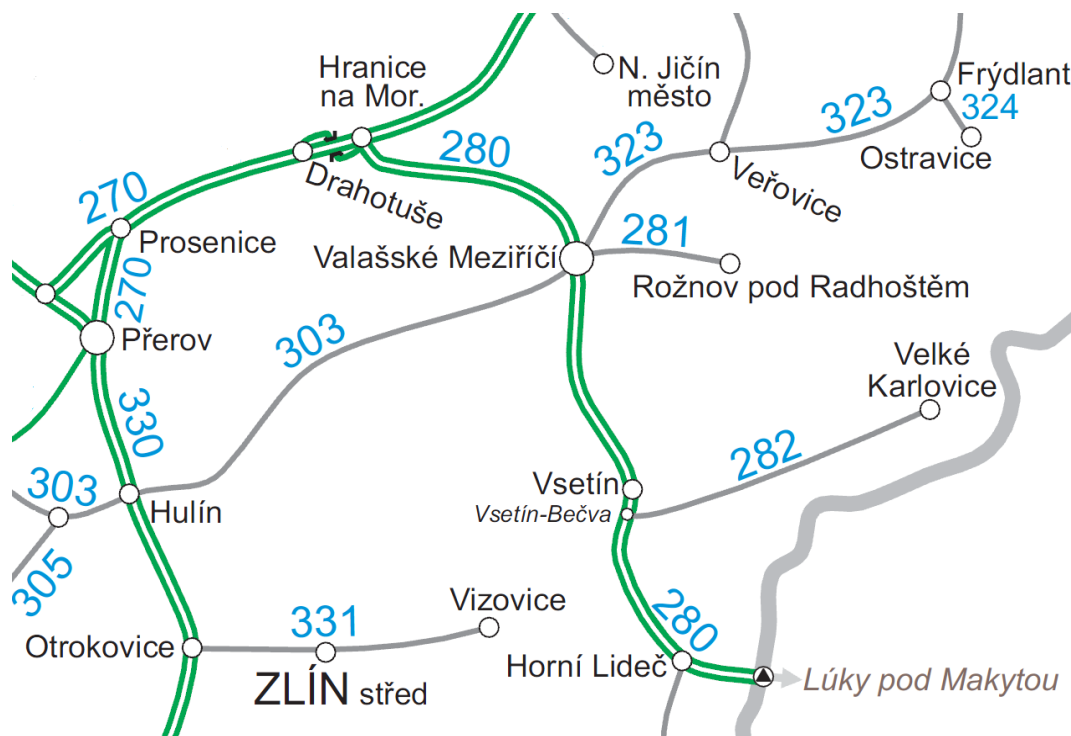 Hranice
na Mor.
N. Jičín
město
Frýdlant
324
323
323
280
Ostravice
Veřovice
Drahotuše
270
Prosenice
281
Valašské Meziříčí
Rožnov pod Radhoštěm
270
Přerov
303
Velké
Karlovice
330
282
303
Hulín
Vsetín
Vsetín-Bečva
305
Vizovice
331
280
Otrokovice
Horní Lideč
ZLÍN střed
Lúky pod Makytou